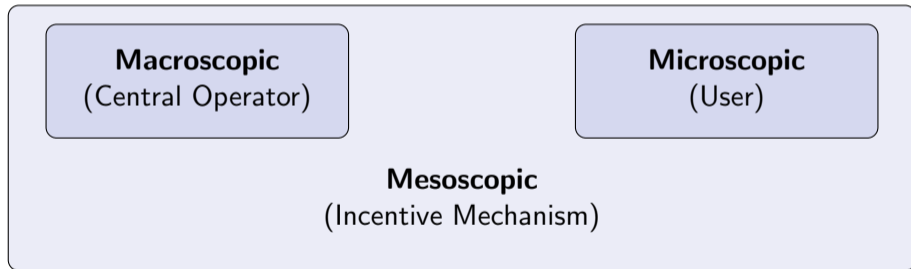 Macroscopic
(Central Operator)
Microscopic
(User)
Mesoscopic
(Incentive Mechanism)